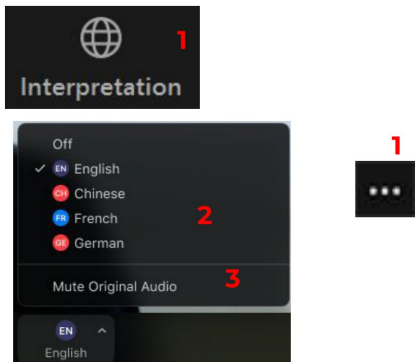 1
Interpretation
Off
EN English
CH Chinese
FR French
GE German
2
Mute Original Audio
3
EN
English
1